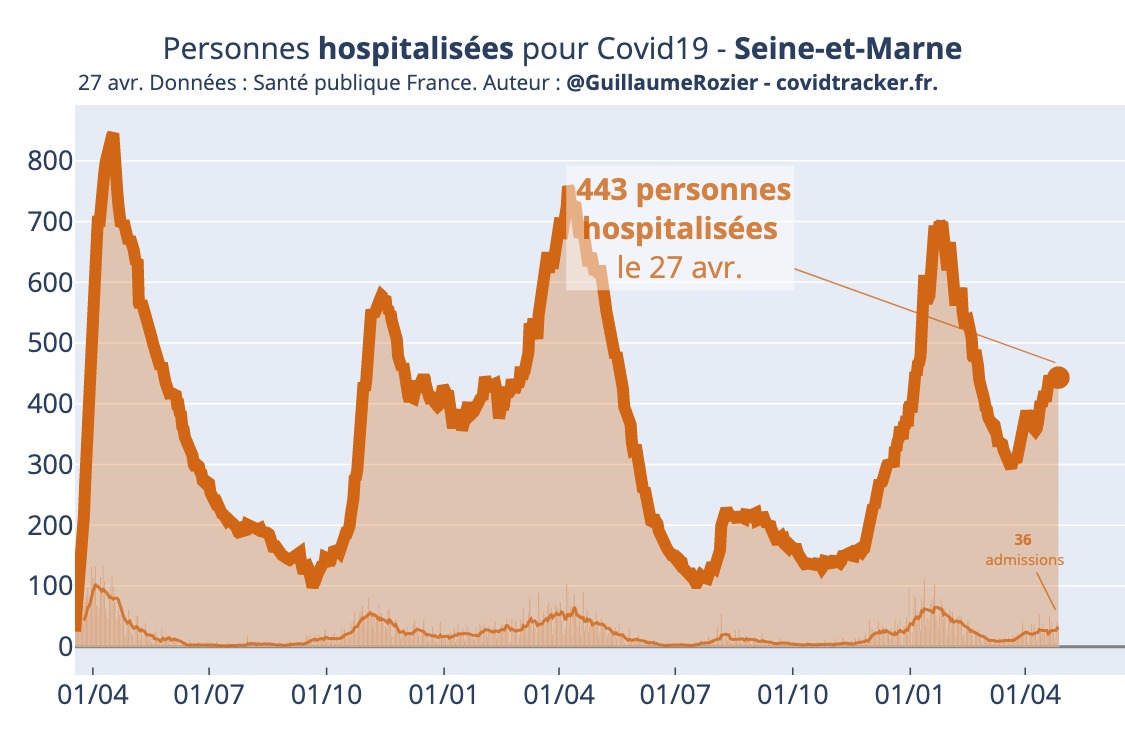 Personnes hospitalisées pour Covid19 - Seine-et-Marne
27 avr. Données : Santé publique France. Auteur : @GuillaumeRozier - covidtracker.fr.
800
700
600
500
400
300
200
100
0
443 personnes
hospitalisées
le 27 avr.
36
admissions
01/04 01/07 01/10 01/01 01/04 01/07 01/10 01/01 01/04